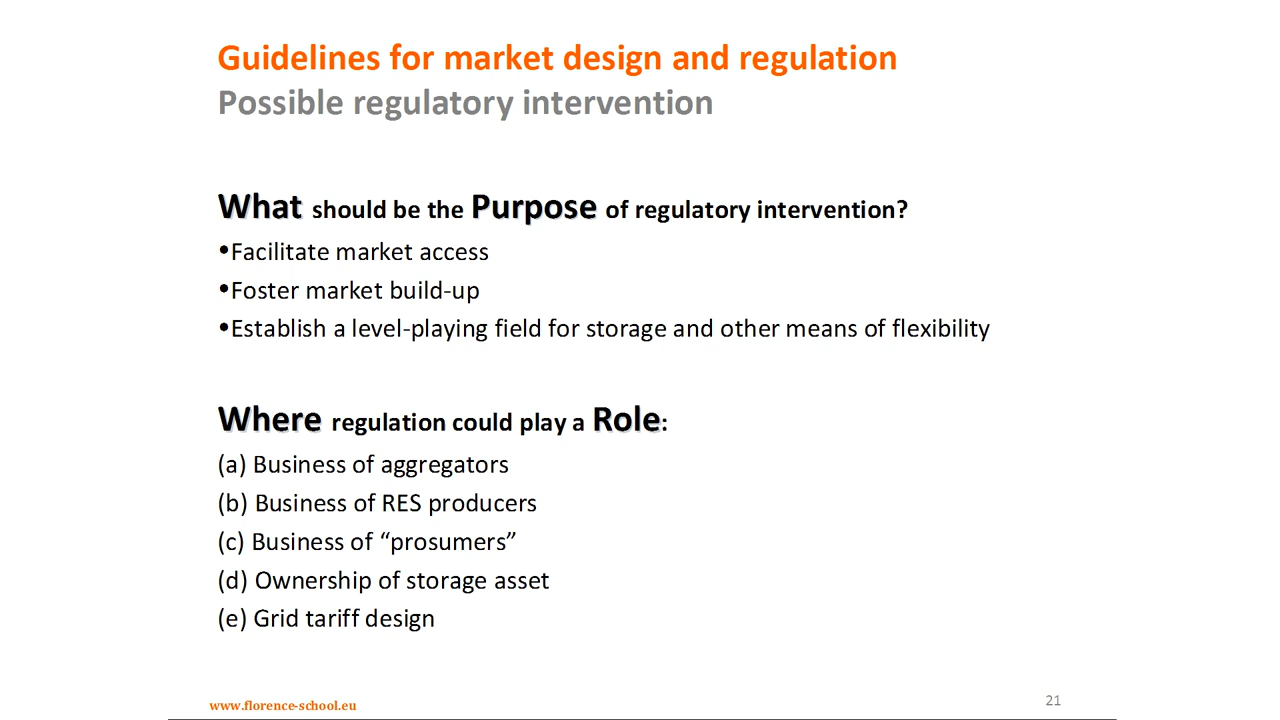 Guidelines for market design and regulation
Possible regulatory intervention
What should be the Purpose of regulatory intervention?
•Facilitate market access
•Foster market build-up
•Establish a level-playing field for storage and other means of flexibility
Where regulation could play a Role:
(a) Business of aggregators
(b) Business of RES producers
(c) Business of “prosumers”
(d) Ownership of storage asset
(e) Grid tariff design
www.florence-school.eu
21